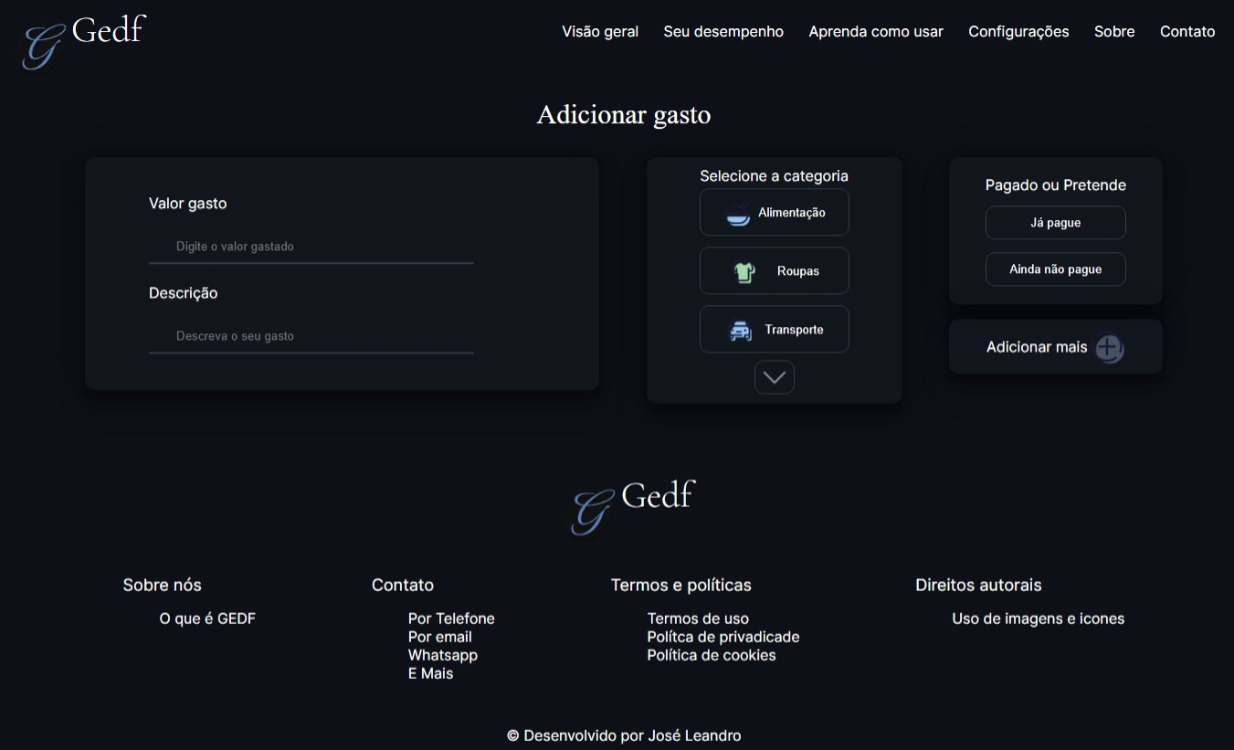 G Gedf
Visão geral Seu desempenho Aprenda como usar Configurações Sobre Contato
Adicionar gasto
Valor gasto
Digite o valor gastado
Descrição
Descreva o seu gasto
Selecione a categoria
Alimentação
Roupas
Transporte
Pagado ou Pretende
Já pague
Ainda não pague
Adicionar mais
G Gedf
Sobre nós
O que é GEDF
Contato
Por Telefone
Por email
Whatsapp
E Mais
Termos e políticas
Termos de uso
Polítca de privadicade
Política de cookies
Direitos autorais
Uso de imagens e icones
© Desenvolvido por José Leandro